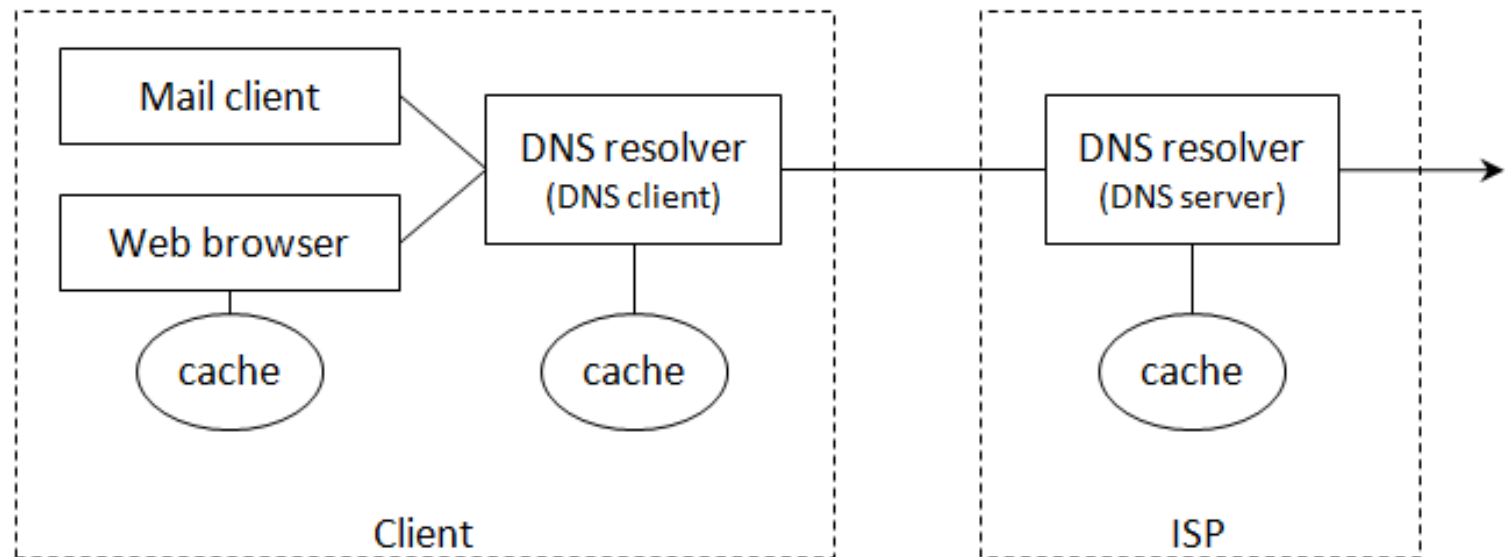 Mail client
Web browser
cache
DNS resolver
(DNS client)
cache
Client
DNS resolver
(DNS server)
cache
ISP